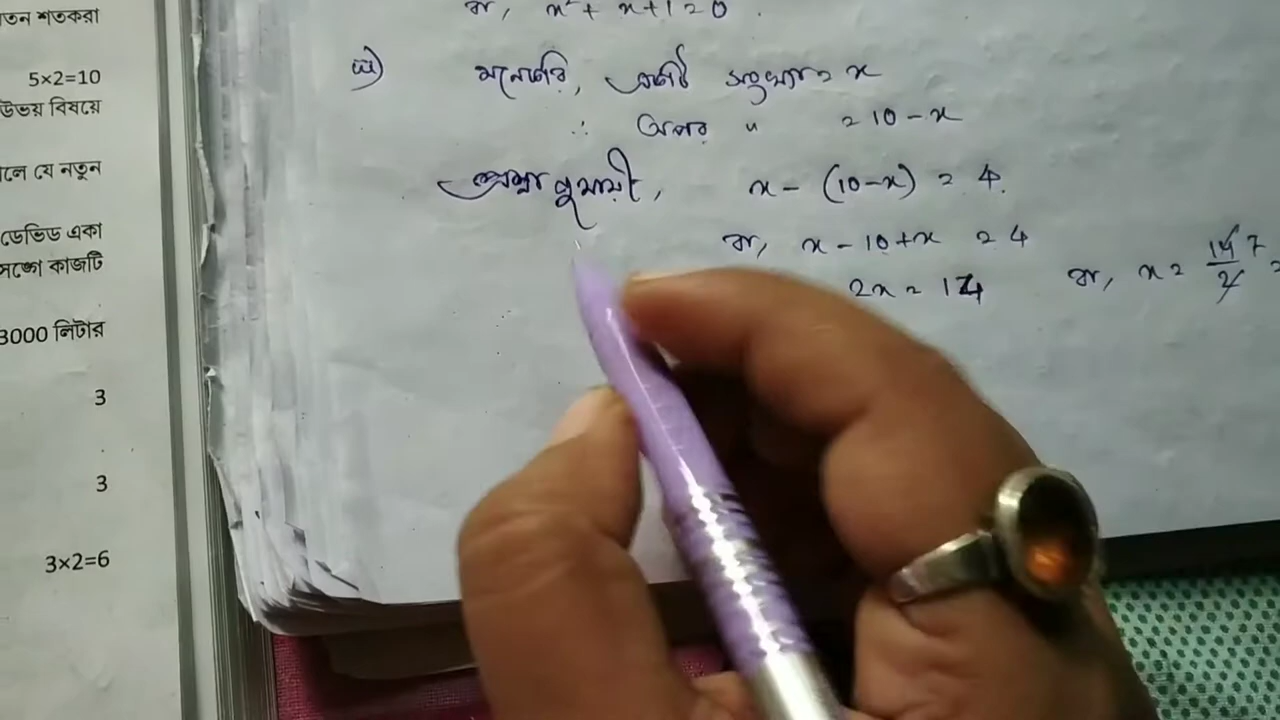 তন শতকরা
5×2=10
উভয় বিষয়ে
লে যে নতুন
ডেভিড একা
সঙ্গে কাজটি
3000 লিটার
3
3
3×2=6
বা, x² + x + 1 = 0.
মনেকরি, একটি সংখ্যা = x
∴ অপর " = 10 - x
প্রশ্নানুযায়ী, x - (10-x) = 4.
বা, x - 10 + x = 4
2x = 14 বা, x = 14/2 7 =